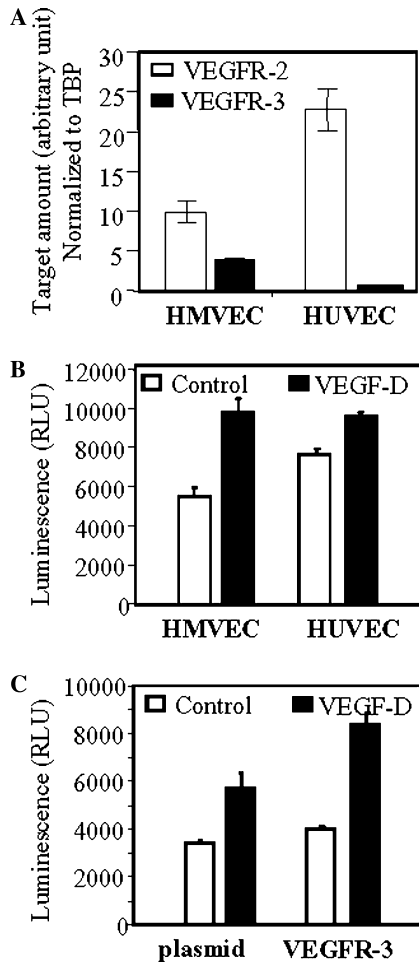 A
Target amount (arbitrary unit)
Normalized to TBP
30
25
20
15
10
5
0
VEGFR-2
VEGFR-3
HMVEC HUVEC
B
Luminescence (RLU)
12000
10000
8000
6000
4000
2000
0
Control VEGF-D
HMVEC HUVEC
C
Luminescence (RLU)
10000
8000
6000
4000
2000
0
Control VEGF-D
plasmid VEGFR-3